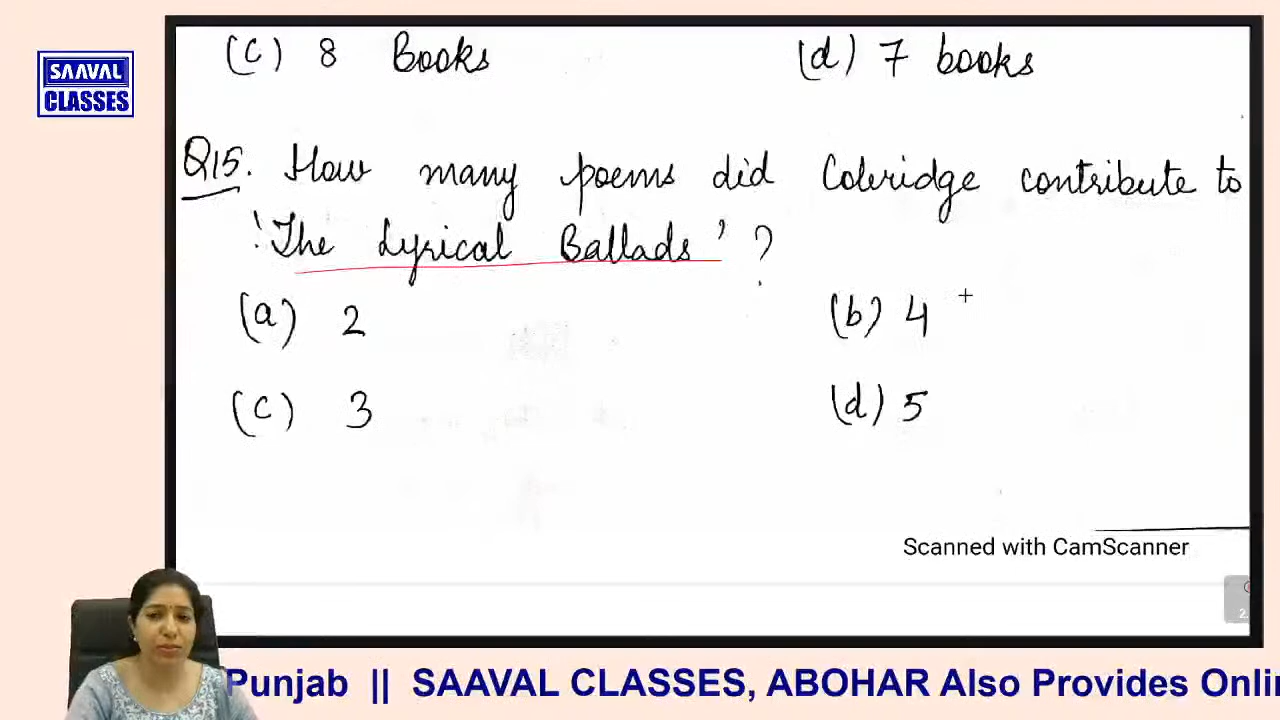 SAAVAL
CLASSES
(C) 8 Books
(d) 7 books
Q15. How many poems did Coleridge contribute to
'The Lyrical Ballads' ?
(a) 2
(b) 4
(C) 3
(d) 5
Scanned with CamScanner
Punjab || SAAVAL CLASSES, ABOHAR Also Provides Onli